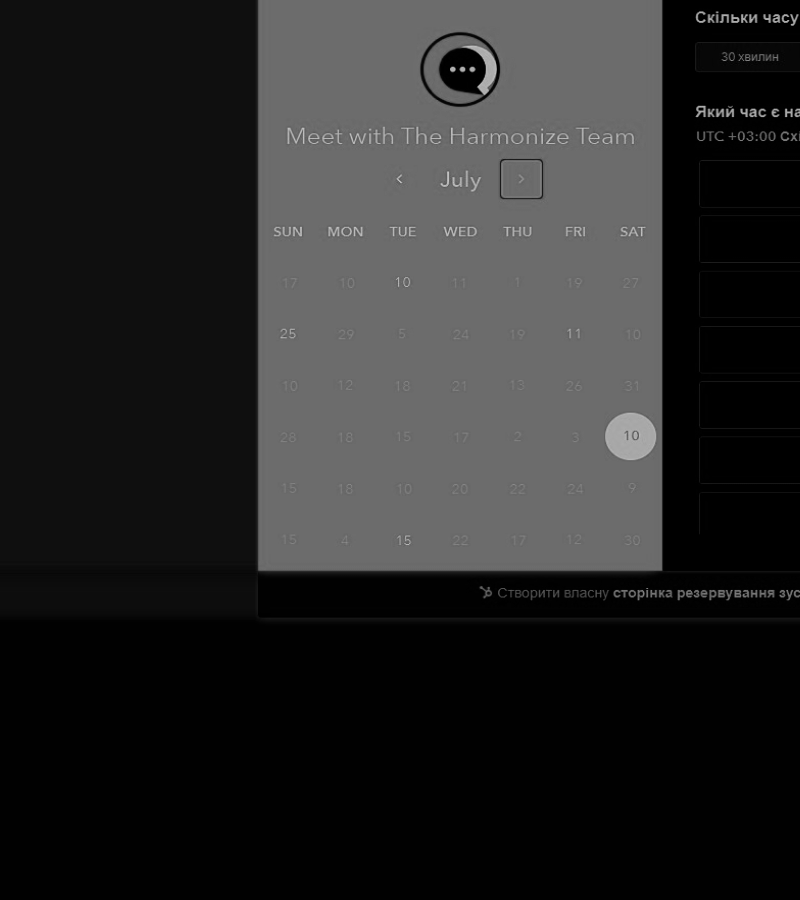 Скільки часу
30 хвилин
Який час є на
UTC +03:00 Схі
Meet with The Harmonize Team
July
SUN MON TUE WED THU FRI SAT
17 10 10 11 1 19 27
25 29 5 24 19 11 10
10 12 18 21 13 26 31
28 18 15 17 2 3 10
15 18 10 20 22 24 9
15 4 15 22 17 12 30
Створити власну сторінка резервування зус